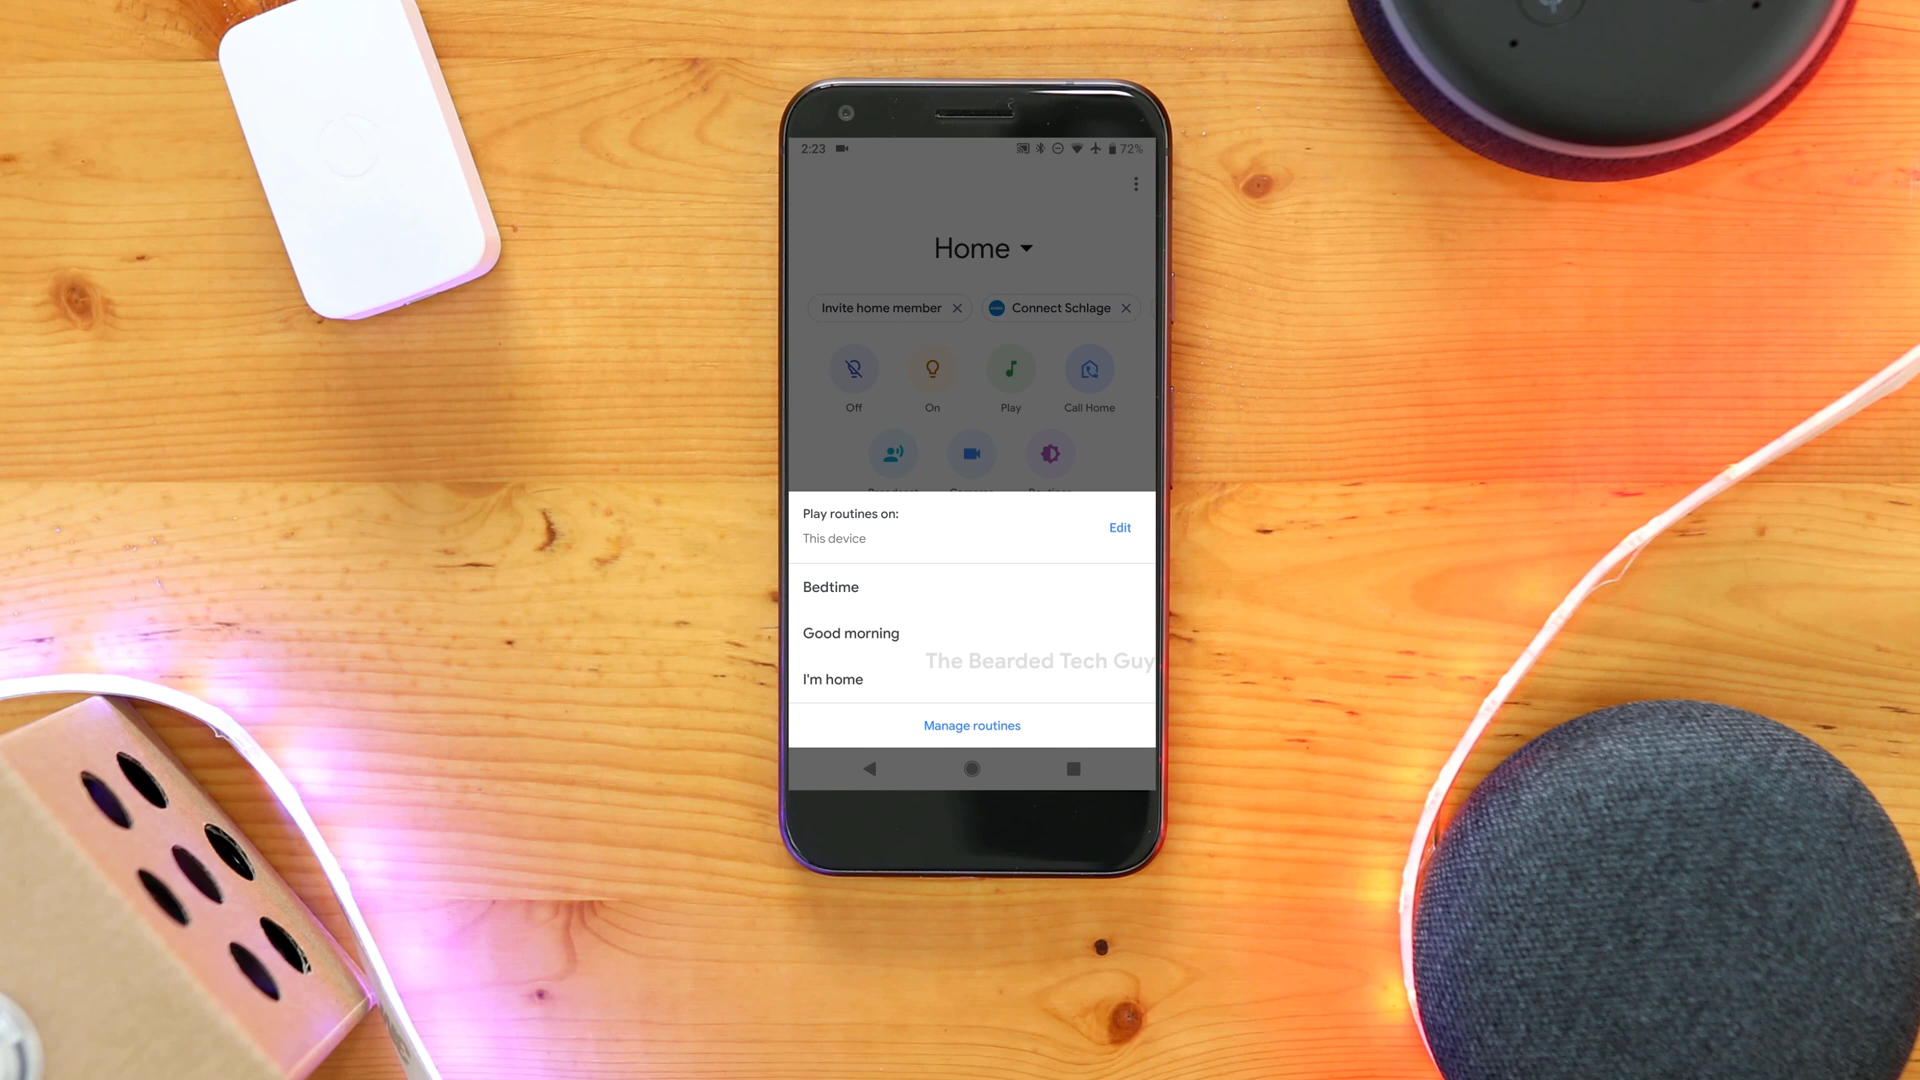 2:23
72%
Home
Invite home member
Connect Schlage
Off
On
Play
Call Home
Play routines on:
This device
Edit
Bedtime
Good morning
The Bearded Tech Guy
I'm home
Manage routines